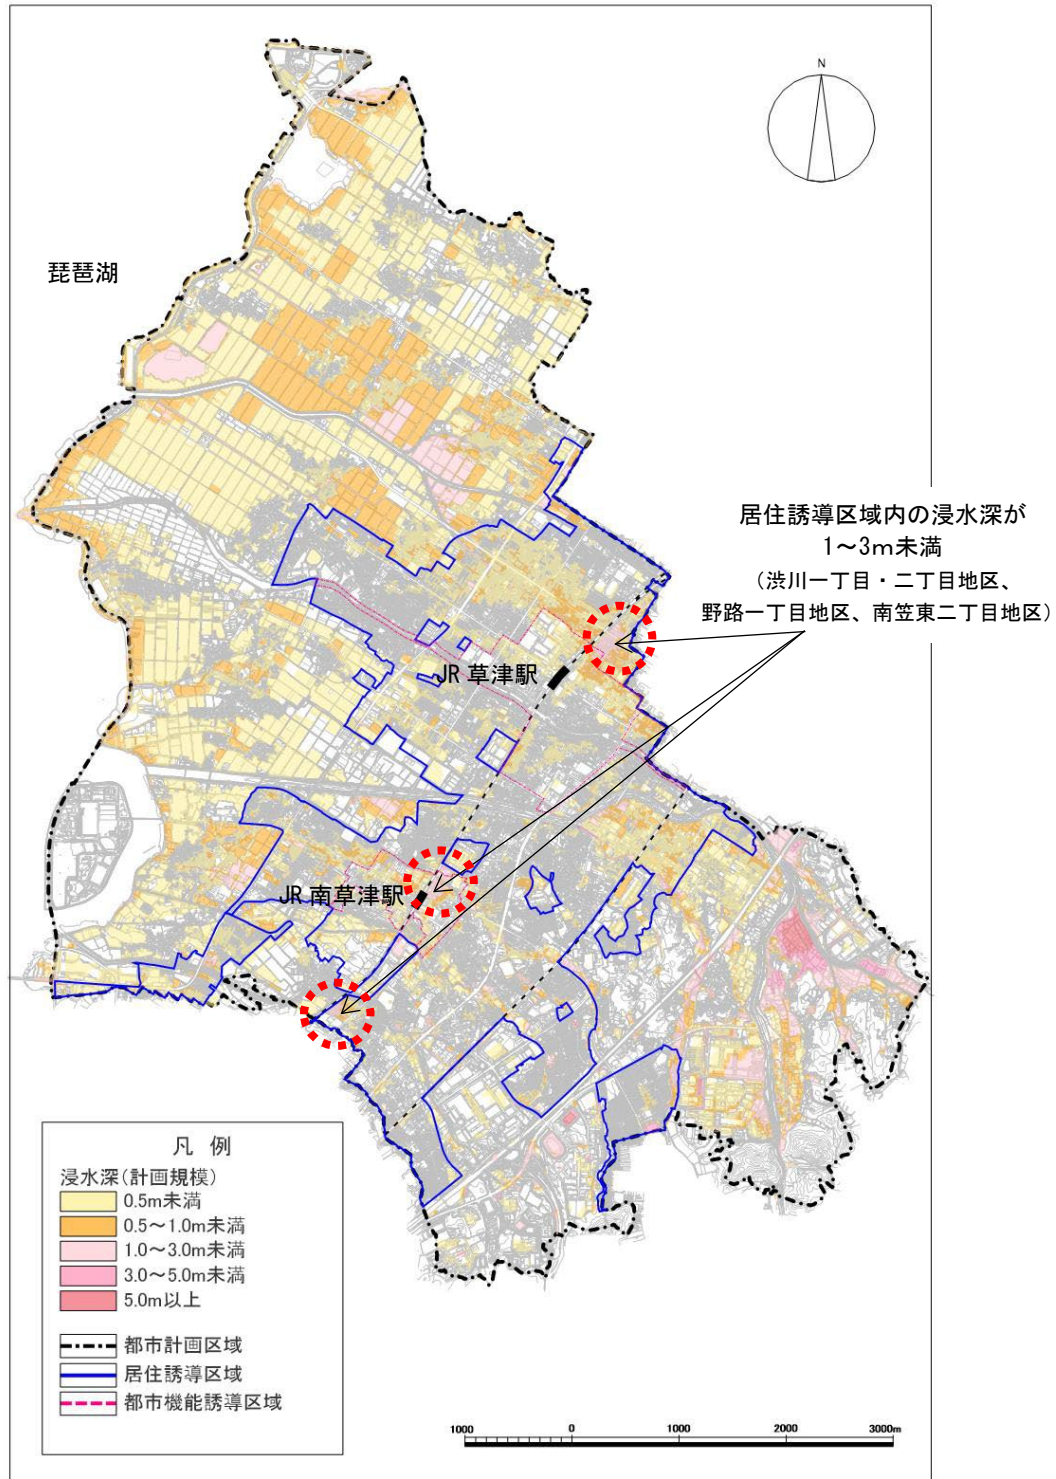 N
琵琶湖
居住誘導区域内の浸水深が
1～3m未満
（渋川一丁目・二丁目地区、
野路一丁目地区、南笠東二丁目地区）
JR 草津駅
JR 南草津駅
凡 例
浸水深(計画規模)
0.5m未満
0.5～1.0m未満
1.0～3.0m未満
3.0～5.0m未満
5.0m以上
都市計画区域
居住誘導区域
都市機能誘導区域
1000 0 1000 2000 3000m